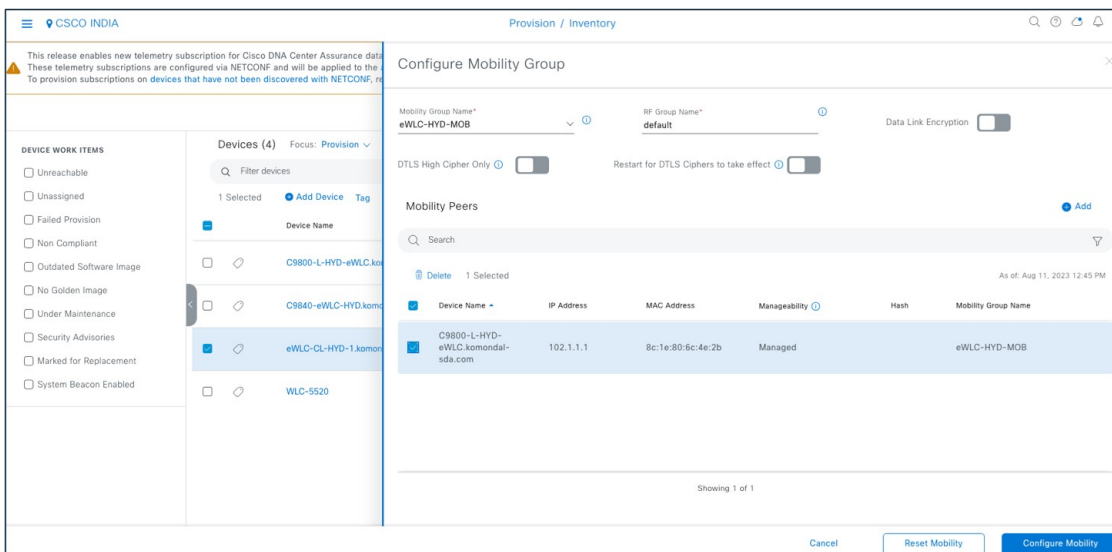 CSCO INDIA
Provision / Inventory
This release enables new telemetry subscription for Cisco DNA Center Assurance data
These telemetry subscriptions are configured via NETCONF and will be applied to the
To provision subscriptions on devices that have not been discovered with NETCONF, re
DEVICE WORK ITEMS
Unreachable
Unassigned
Failed Provision
Non Compliant
Outdated Software Image
No Golden Image
Under Maintenance
Security Advisories
Marked for Replacement
System Beacon Enabled
Devices (4) Focus: Provision
Filter devices
1 Selected Add Device Tag
Device Name
C9800-L-HYD-eWLC.ko
C9840-eWLC-HYD.komo
eWLC-CL-HYD-1.komon
WLC-5520
Configure Mobility Group
Mobility Group Name*
eWLC-HYD-MOB
RF Group Name*
default
Data Link Encryption
DTLS High Cipher Only
Restart for DTLS Ciphers to take effect
Mobility Peers
Add
Search
Delete 1 Selected
As of: Aug 11, 2023 12:45 PM
Device Name IP Address MAC Address Manageability Hash Mobility Group Name
C9800-L-HYD-
eWLC.komondal-
sda.com
102.1.1.1 8c:1e:80:6c:4e:2b Managed eWLC-HYD-MOB
Showing 1 of 1
Cancel Reset Mobility Configure Mobility